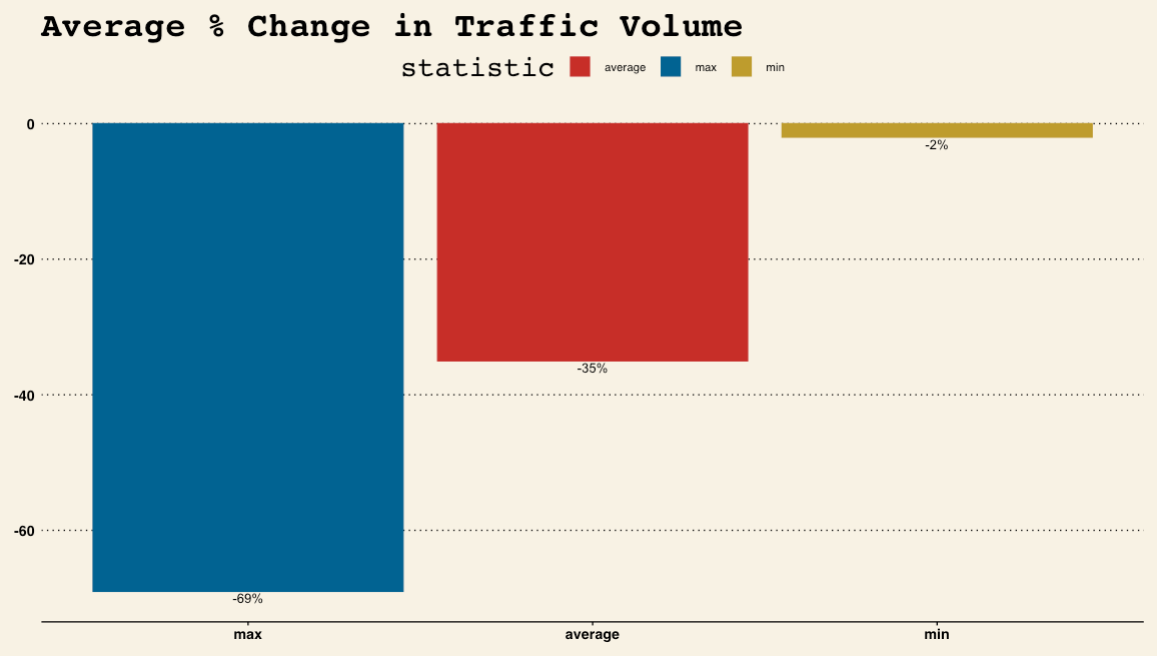 Average % Change in Traffic Volume
statistic average max min
0
-2%
-20
-35%
-40
-60
-69%
max average min